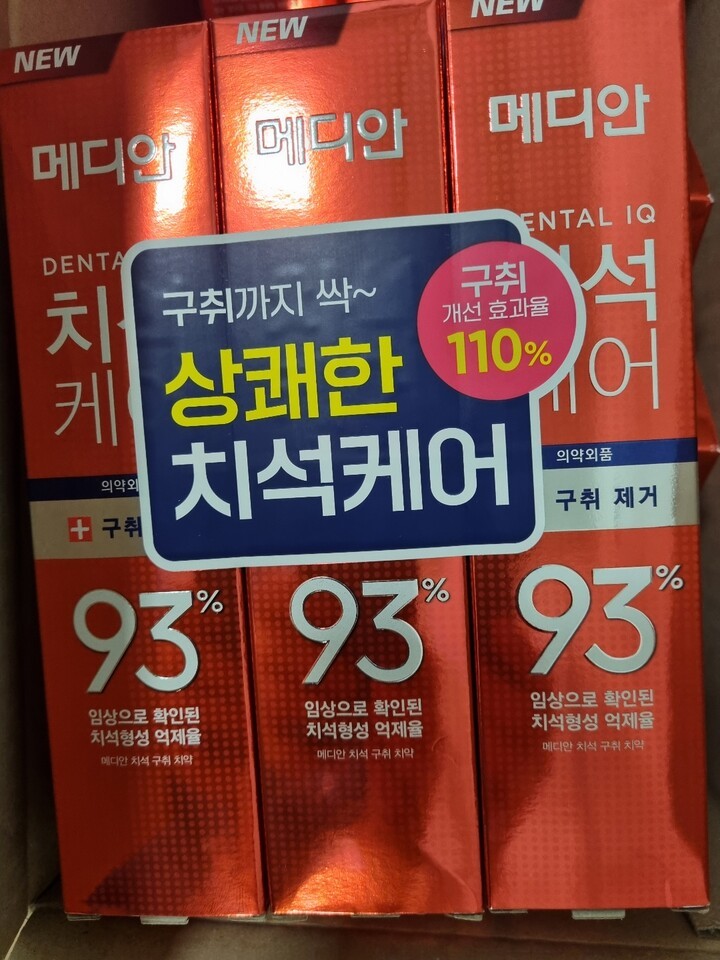 NEW
메디안
DENTA
케
의약외
구취
93%
임상으로 확인된
치석형성 억제율
메디안 치석 구취 치약
NEW
메디안
93%
임상으로 확인된
치석형성 억제율
메디안 치석 구취 치약
NEW
메디안
ENTAL IQ
석
어
의약외품
구취 제거
93%
임상으로 확인된
치석형성 억제율
메디안 치석 구취 치약
구취까지 싹~
상쾌한
치석케어
구취
개선 효과율
110%